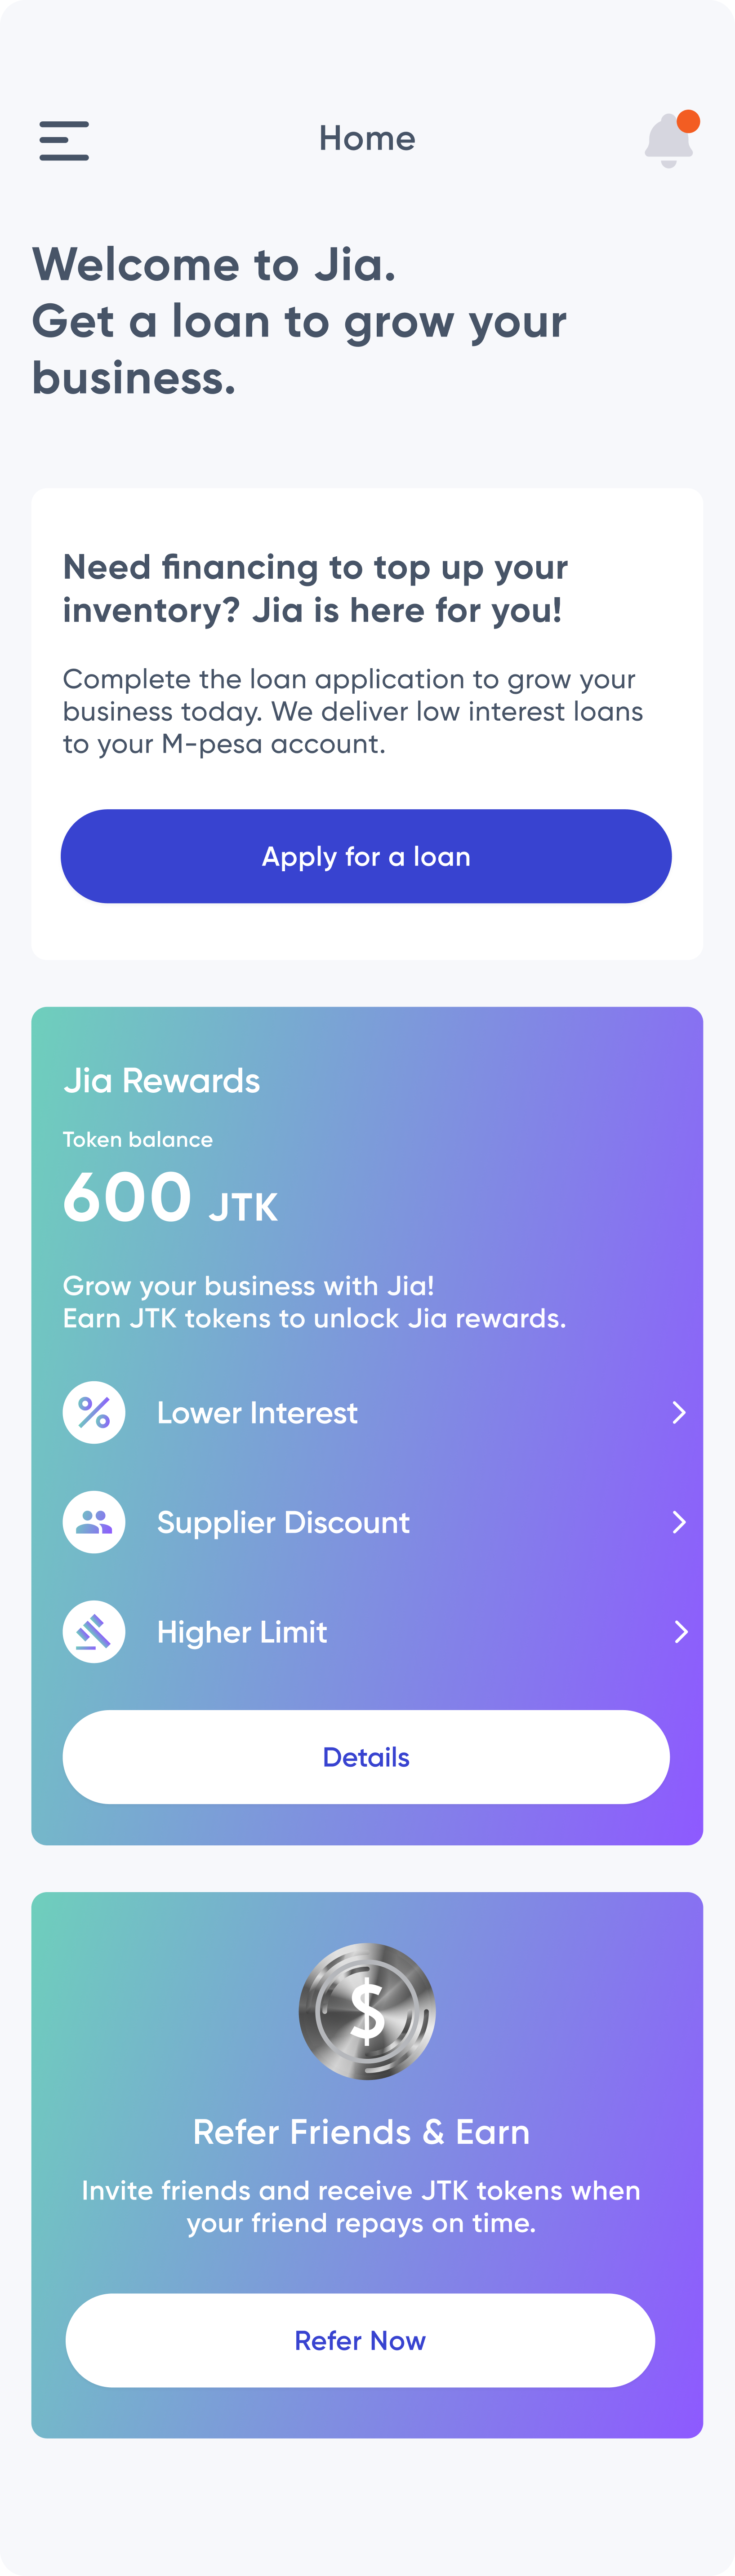 Home
Welcome to Jia.
Get a loan to grow your
business.
Need financing to top up your
inventory? Jia is here for you!
Complete the loan application to grow your
business today. We deliver low interest loans
to your M-pesa account.
Apply for a loan
Jia Rewards
Token balance
600 JTK
Grow your business with Jia!
Earn JTK tokens to unlock Jia rewards.
Lower Interest
Supplier Discount
Higher Limit
Details
$
Refer Friends & Earn
Invite friends and receive JTK tokens when
your friend repays on time.
Refer Now